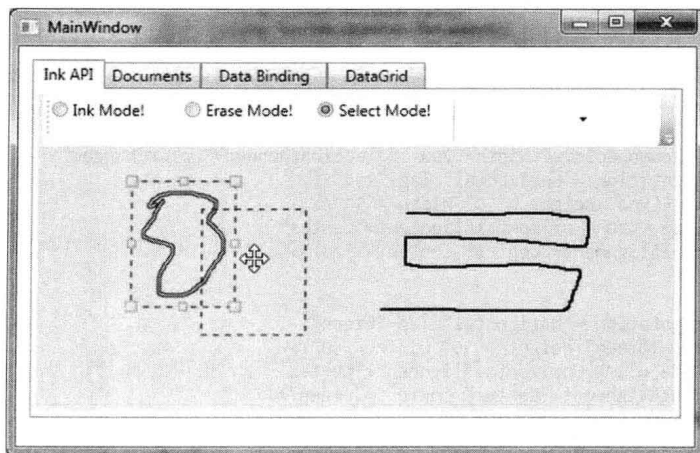 MainWindow
Ink API Documents Data Binding DataGrid
Ink Mode! Erase Mode! Select Mode!